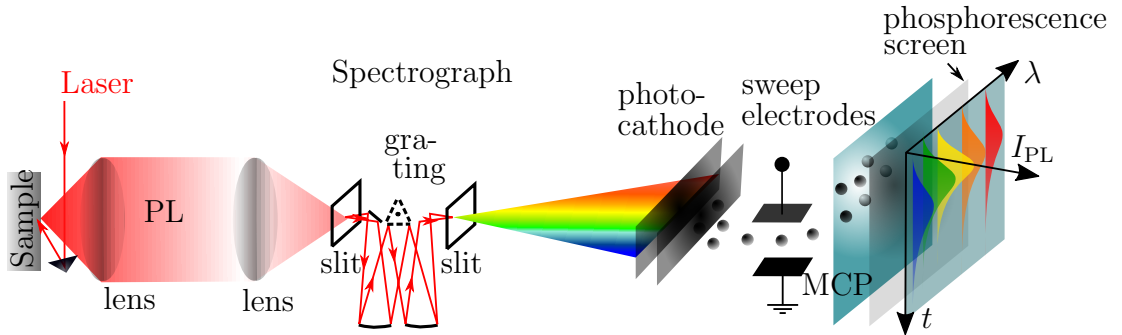 Laser
Sample
PL
lens
lens
Spectrograph
slit
gra-
ting
slit
photo-
cathode
sweep
electrodes
MCP
phosphorescence
screen
λ
I_PL
t